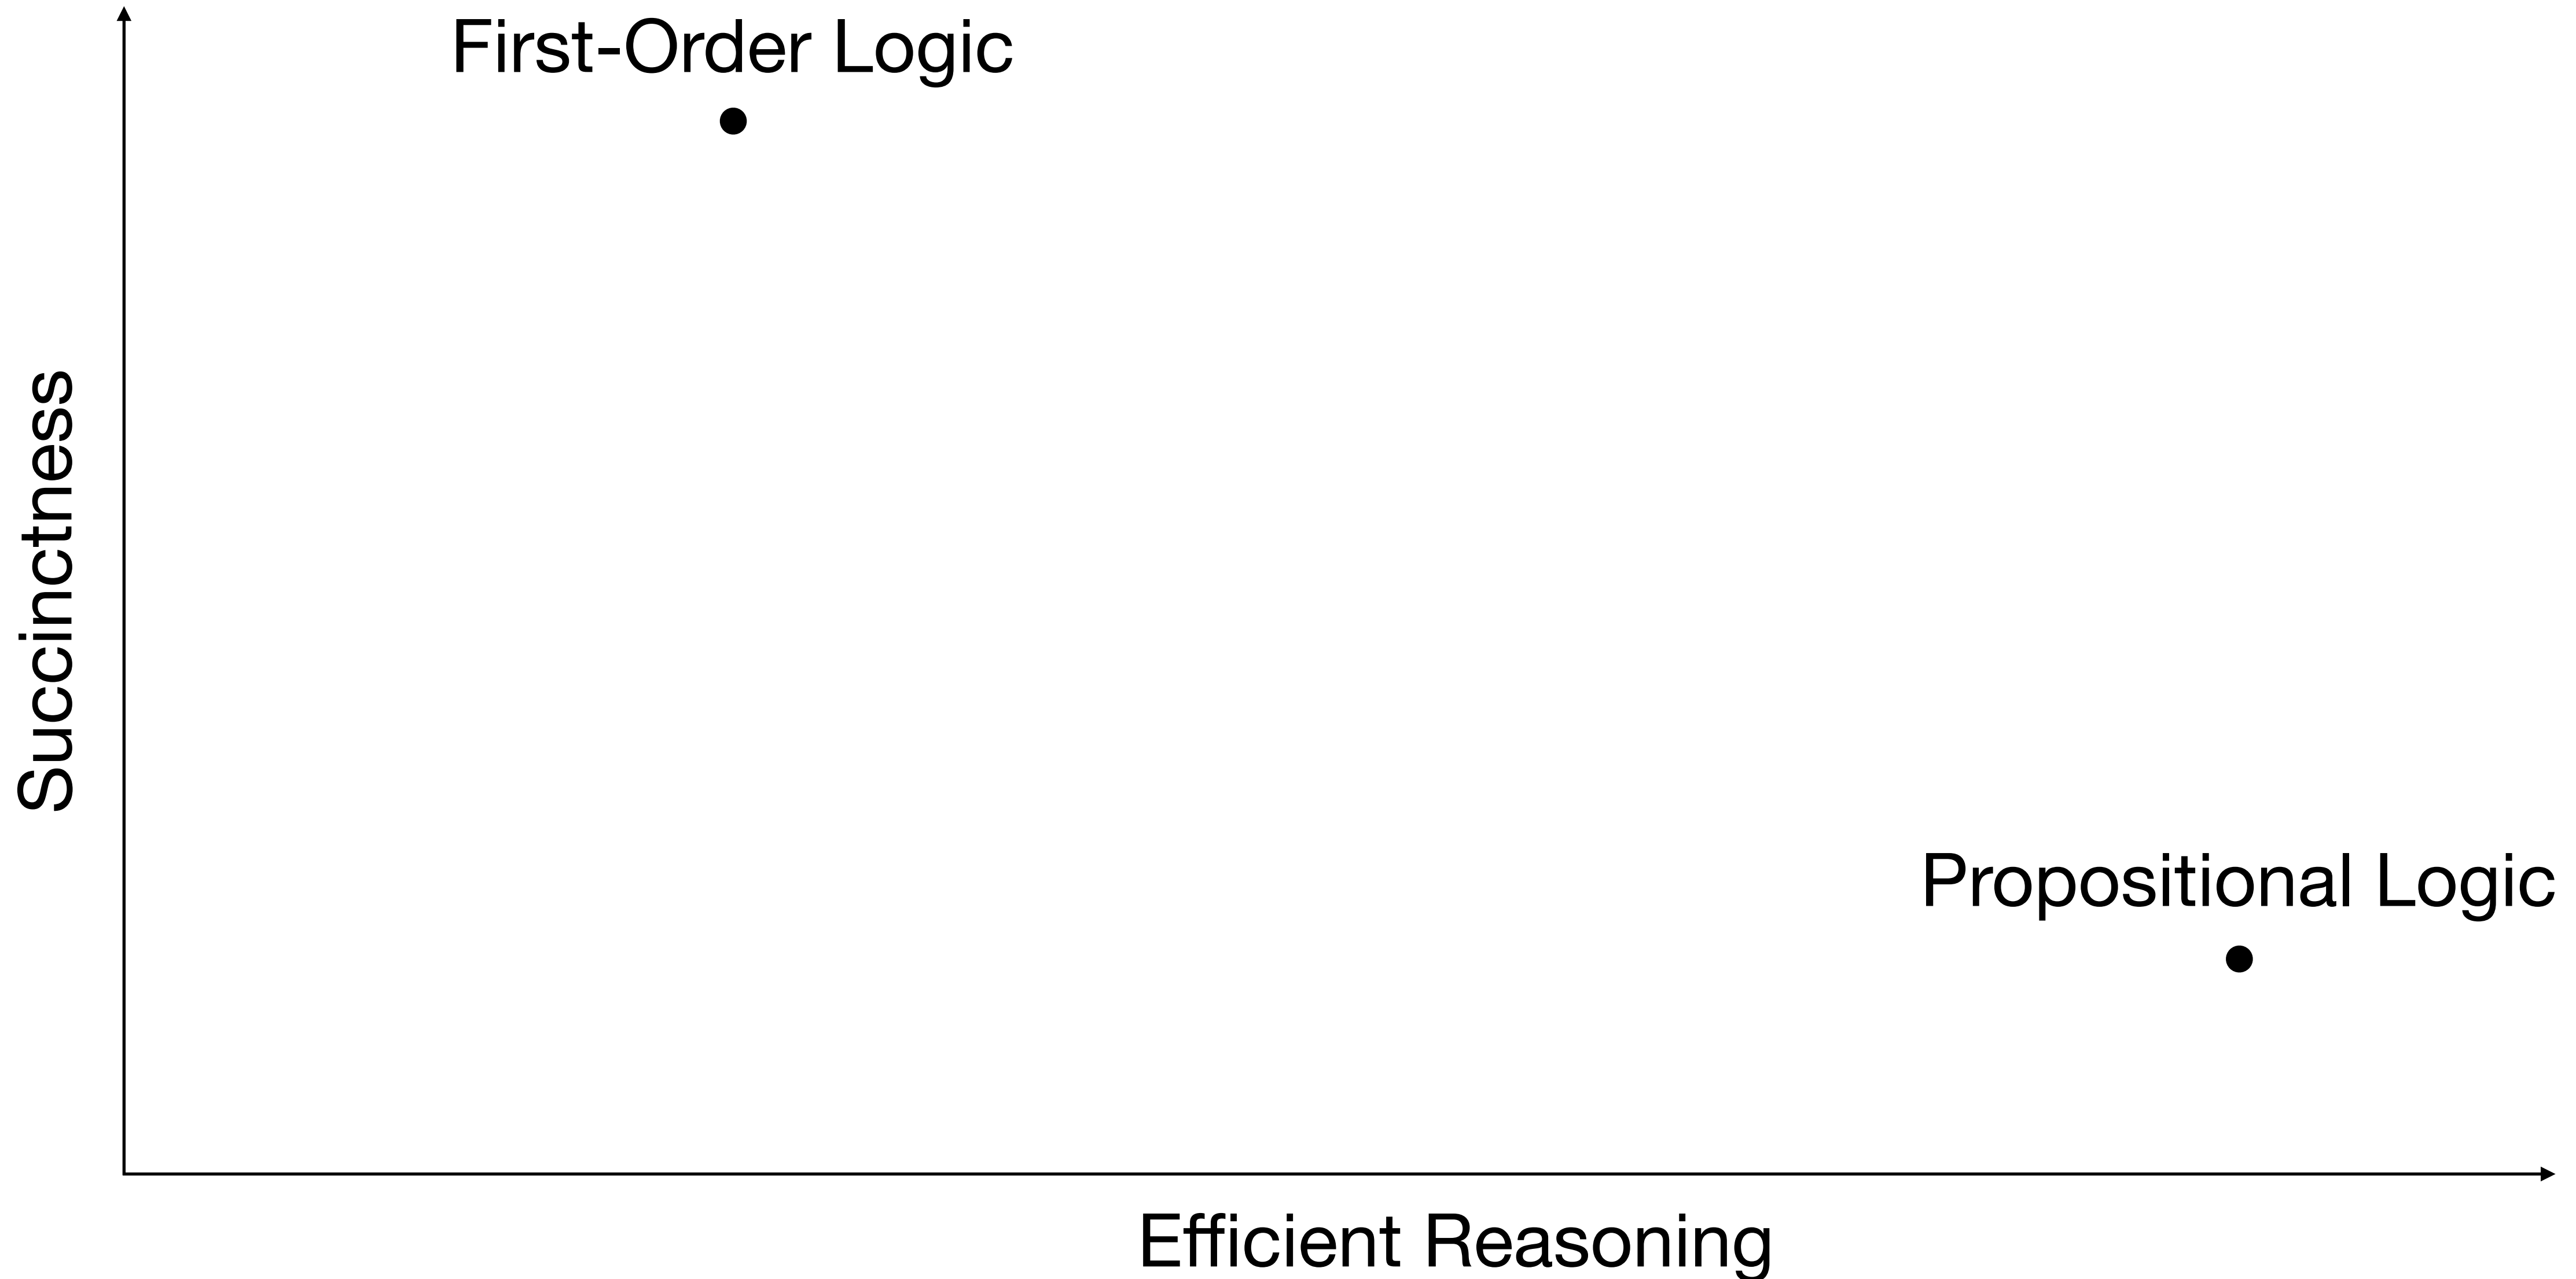 First-Order Logic
Succinctness
Propositional Logic
Efficient Reasoning